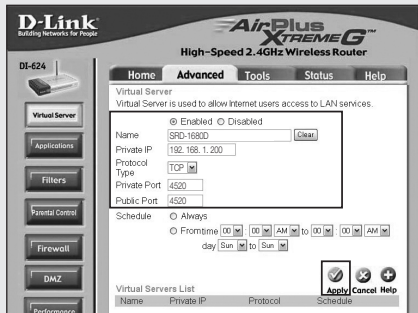 D-Link
Building Networks for People
AirPlus
XTREME G™
High-Speed 2.4GHz Wireless Router
DI-624
Home Advanced Tools Status Help
Virtual Server
Applications
Filters
Parental Control
Firewall
DMZ
Performance
Virtual Server
Virtual Server is used to allow Internet users access to LAN services.
Enabled Disabled
Name SRD-1680D Clear
Private IP 192. 168. 1. 200
Protocol Type TCP
Private Port 4520
Public Port 4520
Schedule Always
From time 00 : 00 AM to 00 : 00 AM
day Sun to Sun
Apply Cancel Help
Virtual Servers List
Name Private IP Protocol Schedule